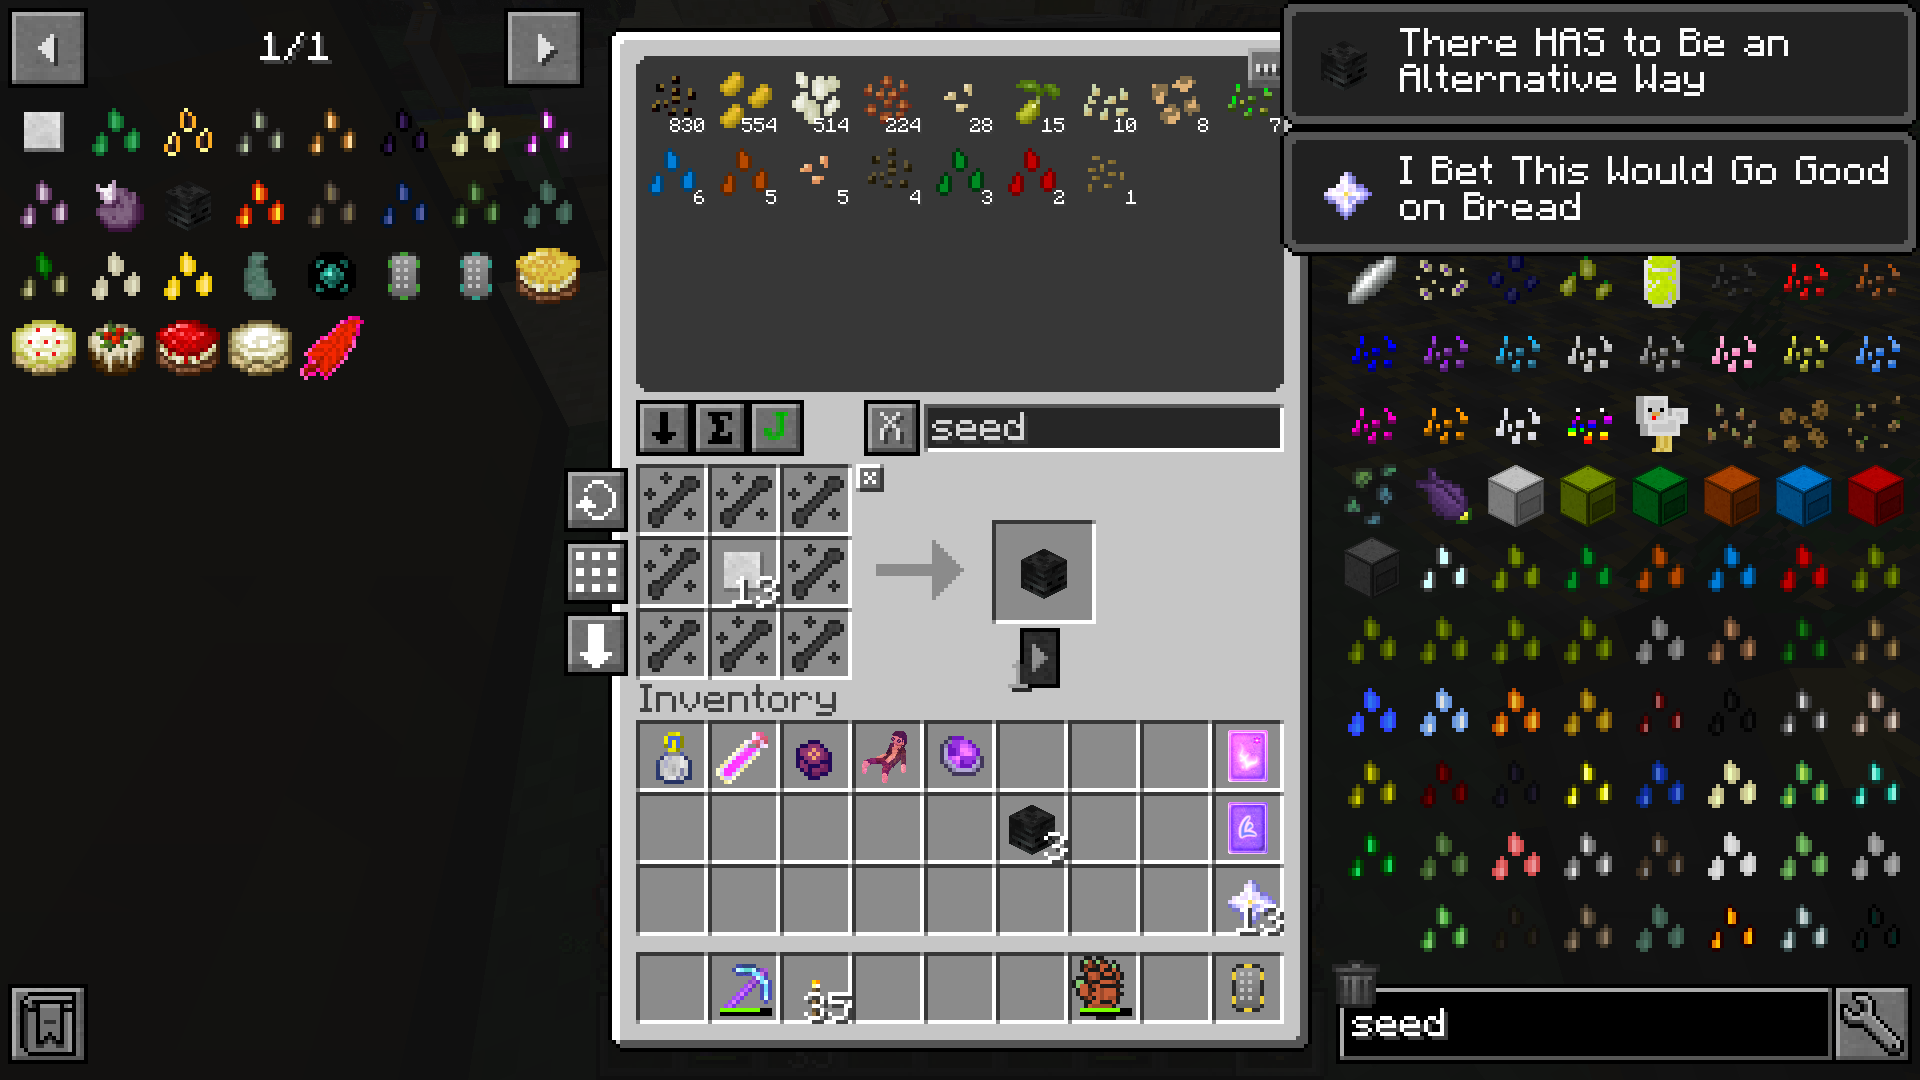 1/1
There HAS to Be an
Alternative Way
I Bet This Would Go Good
on Bread
830 554 514 224 28 15 10 8 7
6 5 5 4 3 2 1
Σ J X seed
13
1
Inventory
3
13
35
seed